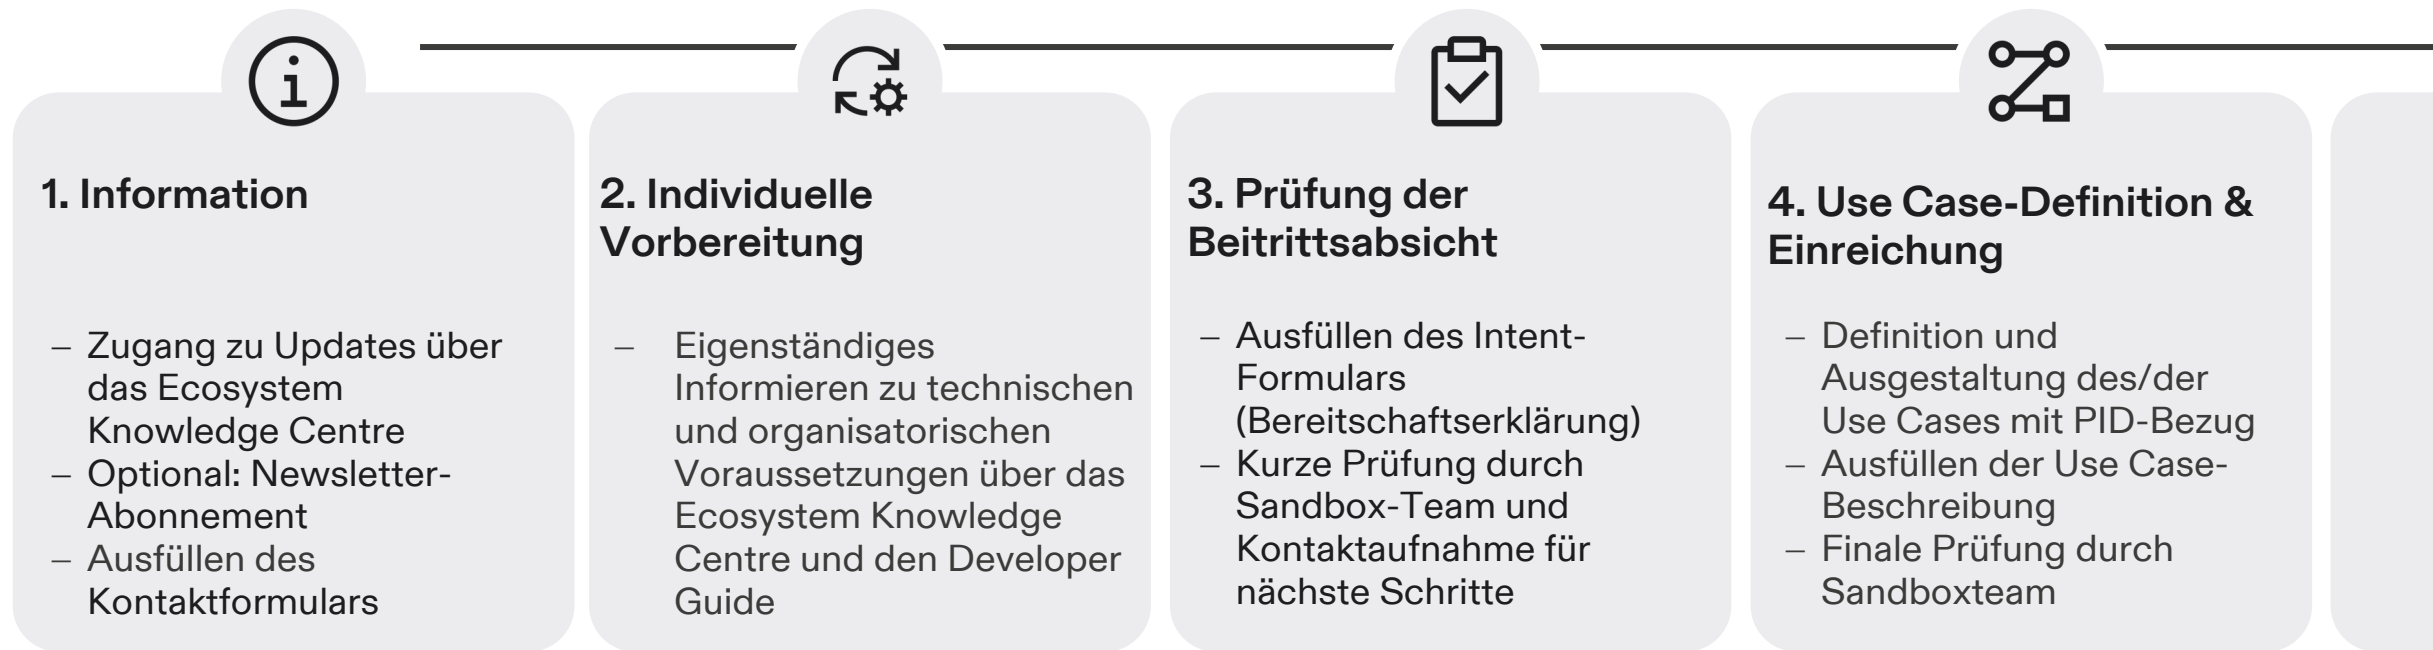 1. Information
– Zugang zu Updates über
das Ecosystem
Knowledge Centre
– Optional: Newsletter-
Abonnement
– Ausfüllen des
Kontaktformulars
2. Individuelle
Vorbereitung
– Eigenständiges
Informieren zu technischen
und organisatorischen
Voraussetzungen über das
Ecosystem Knowledge
Centre und den Developer
Guide
3. Prüfung der
Beitrittsabsicht
– Ausfüllen des Intent-
Formulars
(Bereitschaftserklärung)
– Kurze Prüfung durch
Sandbox-Team und
Kontaktaufnahme für
nächste Schritte
4. Use Case-Definition &
Einreichung
– Definition und
Ausgestaltung des/der
Use Cases mit PID-Bezug
– Ausfüllen der Use Case-
Beschreibung
– Finale Prüfung durch
Sandboxteam